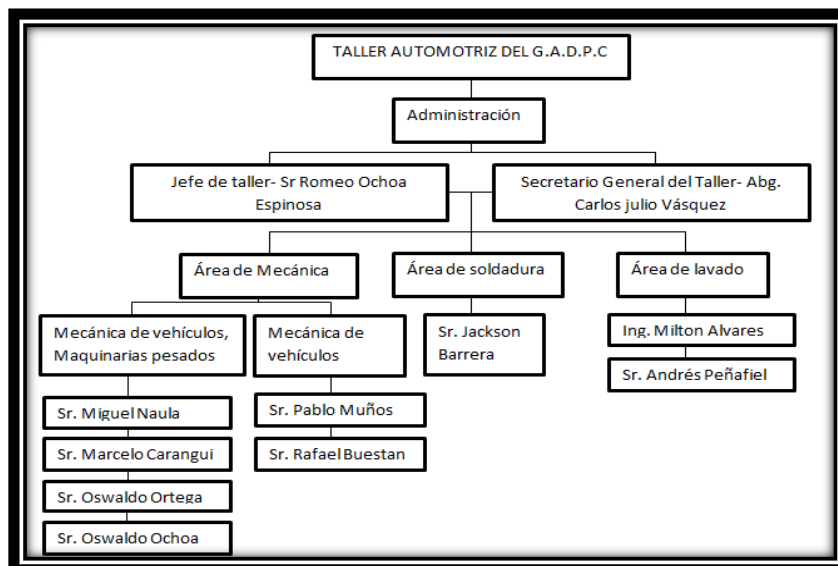 TALLER AUTOMOTRIZ DEL G.A.D.P.C
Administración
Jefe de taller- Sr Romeo Ochoa
Espinosa
Secretario General del Taller- Abg.
Carlos julio Vásquez
Área de Mecánica
Área de soldadura
Área de lavado
Mecánica de vehículos,
Maquinarias pesados
Mecánica de
vehículos
Sr. Jackson
Barrera
Ing. Milton Alvares
Sr. Andrés Peñafiel
Sr. Miguel Naula
Sr. Pablo Muños
Sr. Marcelo Carangui
Sr. Rafael Buestan
Sr. Oswaldo Ortega
Sr. Oswaldo Ochoa